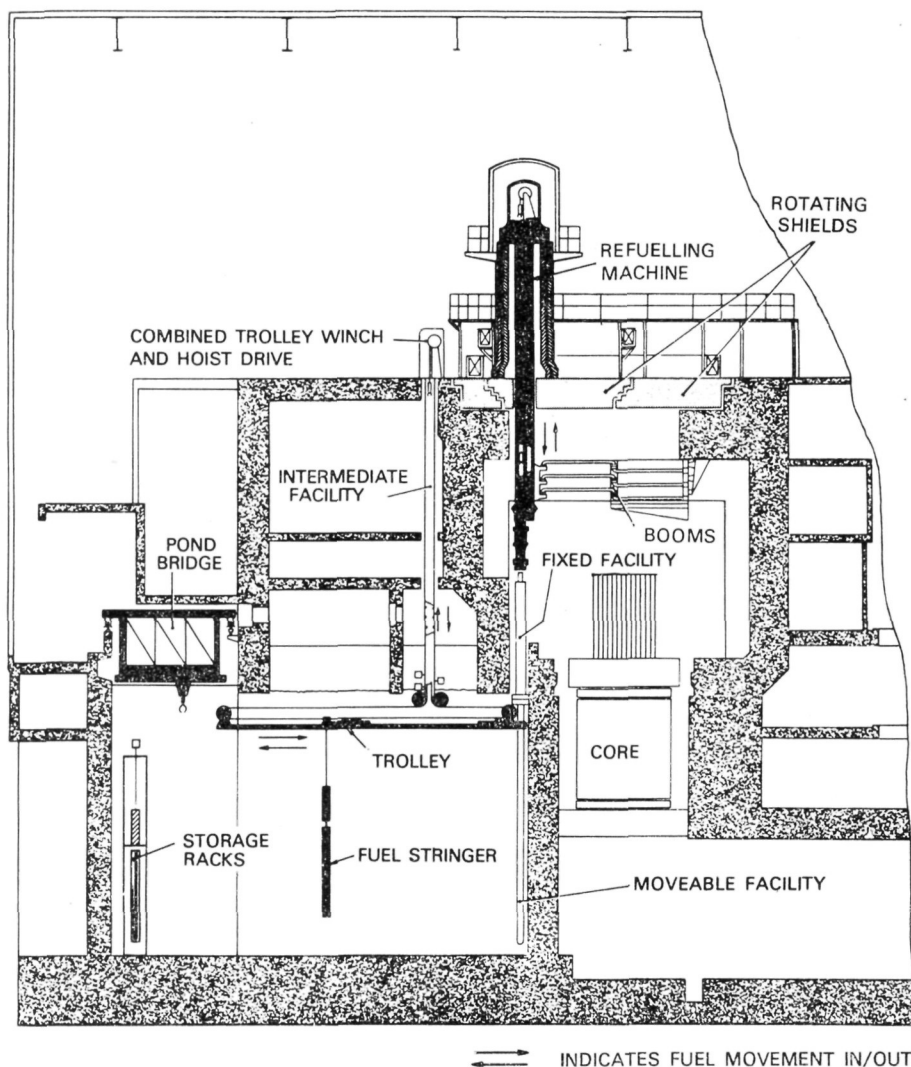 ROTATING
SHIELDS
REFUELLING
MACHINE
COMBINED TROLLEY WINCH
AND HOIST DRIVE
INTERMEDIATE
FACILITY
BOOMS
POND
BRIDGE
FIXED FACILITY
TROLLEY
CORE
STORAGE
RACKS
FUEL STRINGER
MOVEABLE FACILITY
INDICATES FUEL MOVEMENT IN/OUT